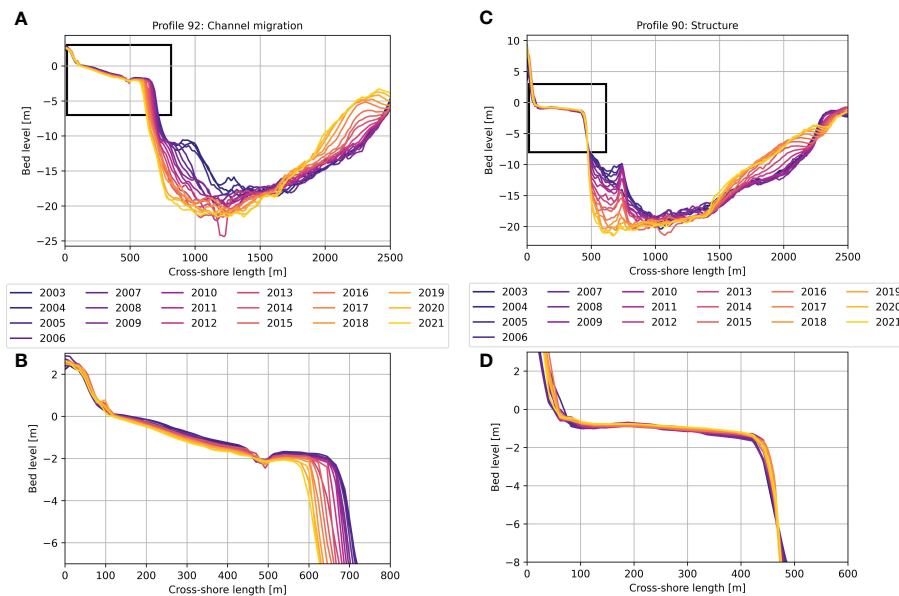 A
Profile 92: Channel migration
0
−5
−10
−15
−20
−25
Bed level [m]
0 500 1000 1500 2000 2500
Cross-shore length [m]
2003 2007 2010 2013 2016 2019
2004 2008 2011 2014 2017 2020
2005 2009 2012 2015 2018 2021
2006
B
2
0
−2
−4
−6
Bed level [m]
0 100 200 300 400 500 600 700 800
Cross-shore length [m]
C
Profile 90: Structure
10
5
0
−5
−10
−15
−20
Bed level [m]
0 500 1000 1500 2000 2500
Cross-shore length [m]
2003 2007 2010 2013 2016 2019
2004 2008 2011 2014 2017 2020
2005 2009 2012 2015 2018 2021
2006
D
2
0
−2
−4
−6
−8
Bed level [m]
0 100 200 300 400 500 600
Cross-shore length [m]